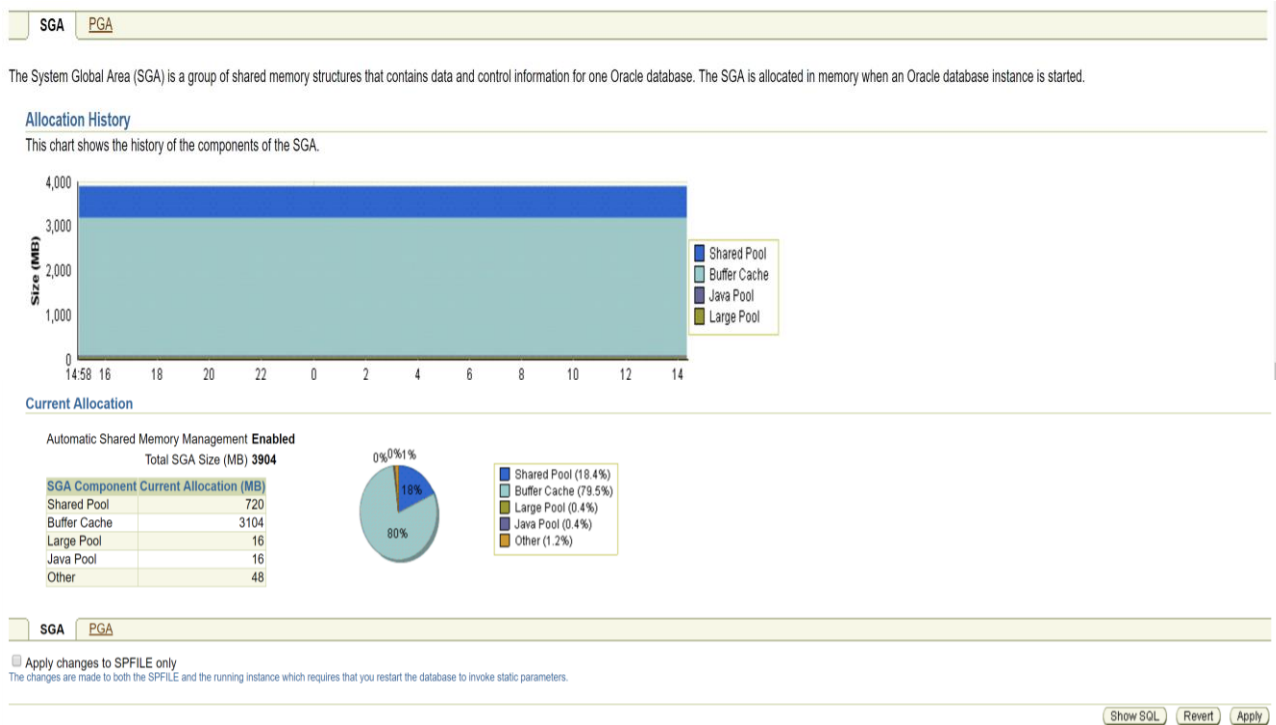 SGA PGA
The System Global Area (SGA) is a group of shared memory structures that contains data and control information for one Oracle database. The SGA is allocated in memory when an Oracle database instance is started.
Allocation History
This chart shows the history of the components of the SGA.
4,000
3,000
2,000
1,000
0
Size (MB)
14:58 16 18 20 22 0 2 4 6 8 10 12 14
Shared Pool
Buffer Cache
Java Pool
Large Pool
Current Allocation
Automatic Shared Memory Management Enabled
Total SGA Size (MB) 3904
SGA Component Current Allocation (MB)
Shared Pool 720
Buffer Cache 3104
Large Pool 16
Java Pool 16
Other 48
0% 0% 1%
18%
80%
Shared Pool (18.4%)
Buffer Cache (79.5%)
Large Pool (0.4%)
Java Pool (0.4%)
Other (1.2%)
SGA PGA
Apply changes to SPFILE only
The changes are made to both the SPFILE and the running instance which requires that you restart the database to invoke static parameters.
Show SQL Revert Apply